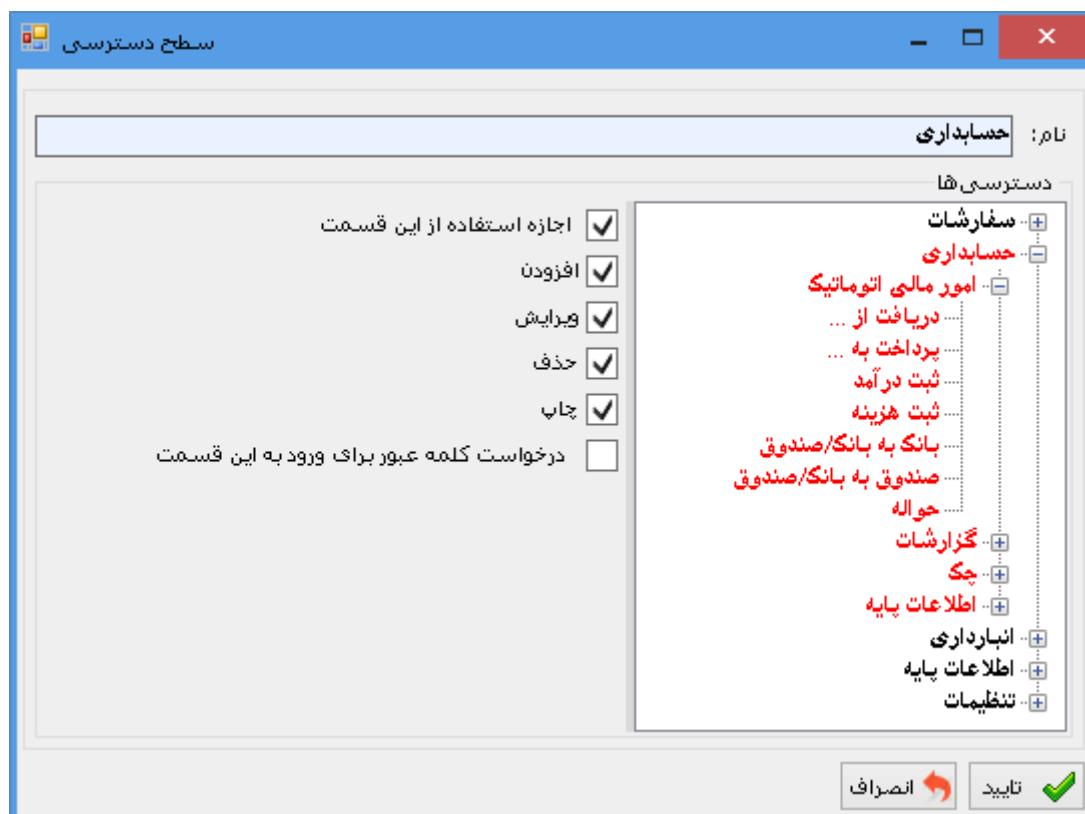 سطح دسترسی
نام: حسابداری
دسترسی‌ها
سفارشات
حسابداری
امور مالی اتوماتیک
دریافت از ...
پرداخت به ...
ثبت درآمد
ثبت هزینه
بانک به بانک/صندوق
صندوق به بانک/صندوق
حواله
گزارشات
چک
اطلاعات پایه
انبارداری
اطلاعات پایه
تنظیمات
اجازه استفاده از این قسمت
افزودن
ویرایش
حذف
چاپ
درخواست کلمه عبور برای ورود به این قسمت
تایید
انصراف